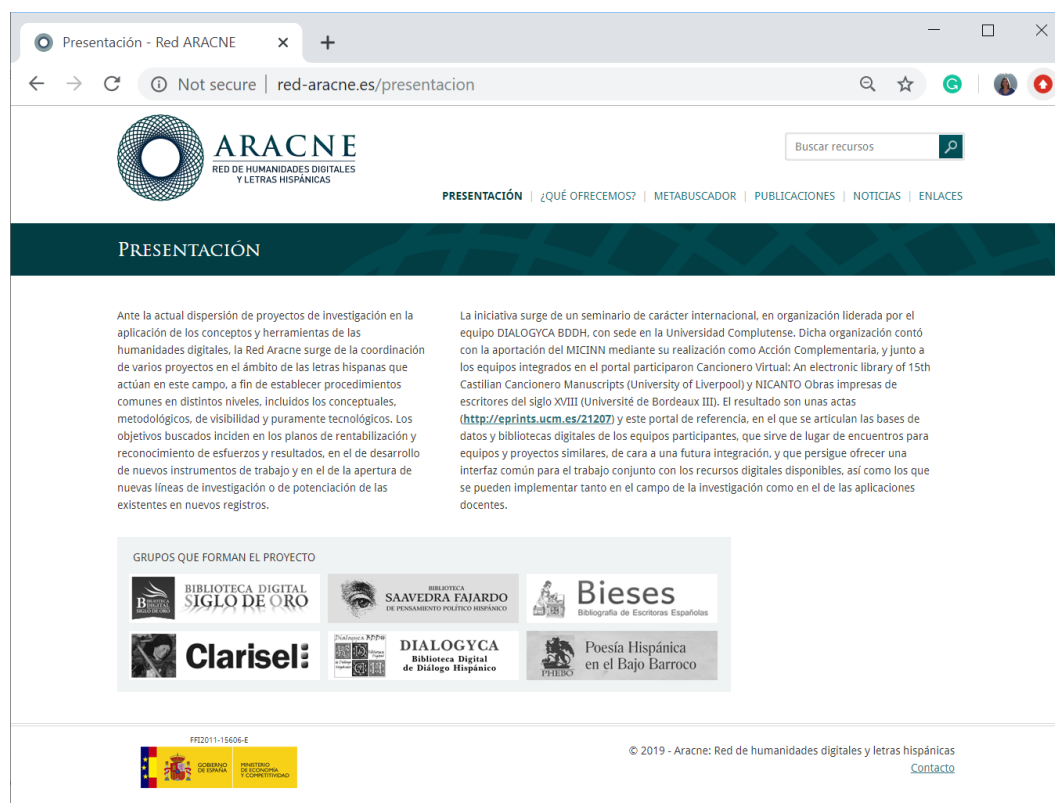 Presentación - Red ARACNE
Not secure | red-aracne.es/presentacion
ARACNE
RED DE HUMANIDADES DIGITALES
Y LETRAS HISPÁNICAS
Buscar recursos
PRESENTACIÓN | ¿QUÉ OFRECEMOS? | METABUSCADOR | PUBLICACIONES | NOTICIAS | ENLACES
PRESENTACIÓN
Ante la actual dispersión de proyectos de investigación en la
aplicación de los conceptos y herramientas de las
humanidades digitales, la Red Aracne surge de la coordinación
de varios proyectos en el ámbito de las letras hispanas que
actúan en este campo, a fin de establecer procedimientos
comunes en distintos niveles, incluidos los conceptuales,
metodológicos, de visibilidad y puramente tecnológicos. Los
objetivos buscados inciden en los planos de rentabilización y
reconocimiento de esfuerzos y resultados, en el de desarrollo
de nuevos instrumentos de trabajo y en el de la apertura de
nuevas líneas de investigación o de potenciación de las
existentes en nuevos registros.
La iniciativa surge de un seminario de carácter internacional, en organización liderada por el
equipo DIALOGYCA BDDH, con sede en la Universidad Complutense. Dicha organización contó
con la aportación del MICINN mediante su realización como Acción Complementaria, y junto a
los equipos integrados en el portal participaron Cancionero Virtual: An electronic library of 15th
Castilian Cancionero Manuscripts (University of Liverpool) y NICANTO Obras impresas de
escritores del siglo XVIII (Université de Bordeaux III). El resultado son unas actas
(http://eprints.ucm.es/21207) y este portal de referencia, en el que se articulan las bases de
datos y bibliotecas digitales de los equipos participantes, que sirve de lugar de encuentros para
equipos y proyectos similares, de cara a una futura integración, y que persigue ofrecer una
interfaz común para el trabajo conjunto con los recursos digitales disponibles, así como los que
se pueden implementar tanto en el campo de la investigación como en el de las aplicaciones
docentes.
GRUPOS QUE FORMAN EL PROYECTO
BIBLIOTECA DIGITAL
SIGLO DE ORO
BIBLIOTECA
SAAVEDRA FAJARDO
DE PENSAMIENTO POLÍTICO HISPÁNICO
Bieses
Bibliografía de Escritoras Españolas
Clarisel
Dialogyca BDDH
DIALOGYCA
Biblioteca Digital
de Diálogo Hispánico
PHEBO
Poesía Hispánica
en el Bajo Barroco
FFI2011-15606-E
GOBIERNO
DE ESPAÑA
MINISTERIO
DE ECONOMÍA
Y COMPETITIVIDAD
© 2019 - Aracne: Red de humanidades digitales y letras hispánicas
Contacto